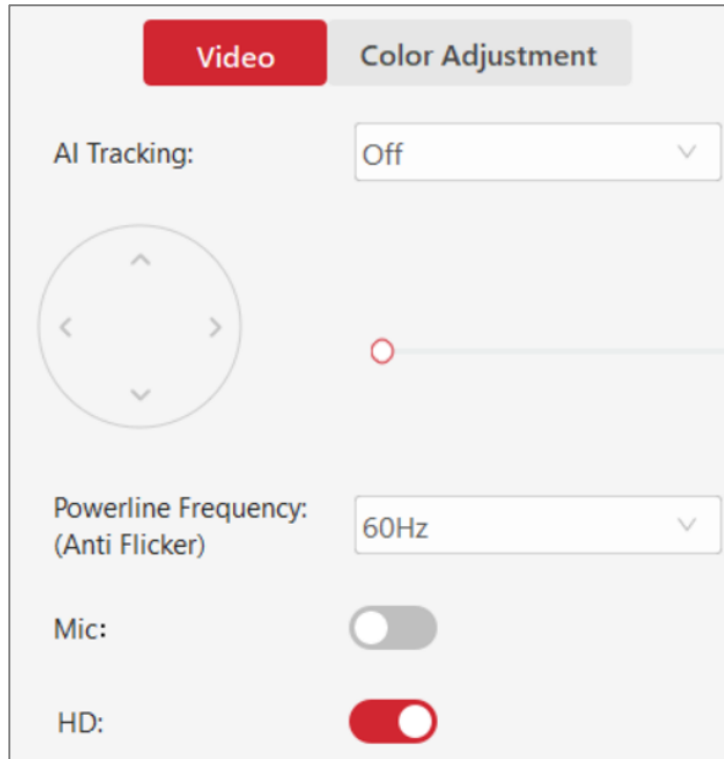 Video Color Adjustment
AI Tracking: Off
Powerline Frequency:
(Anti Flicker) 60Hz
Mic:
HD: